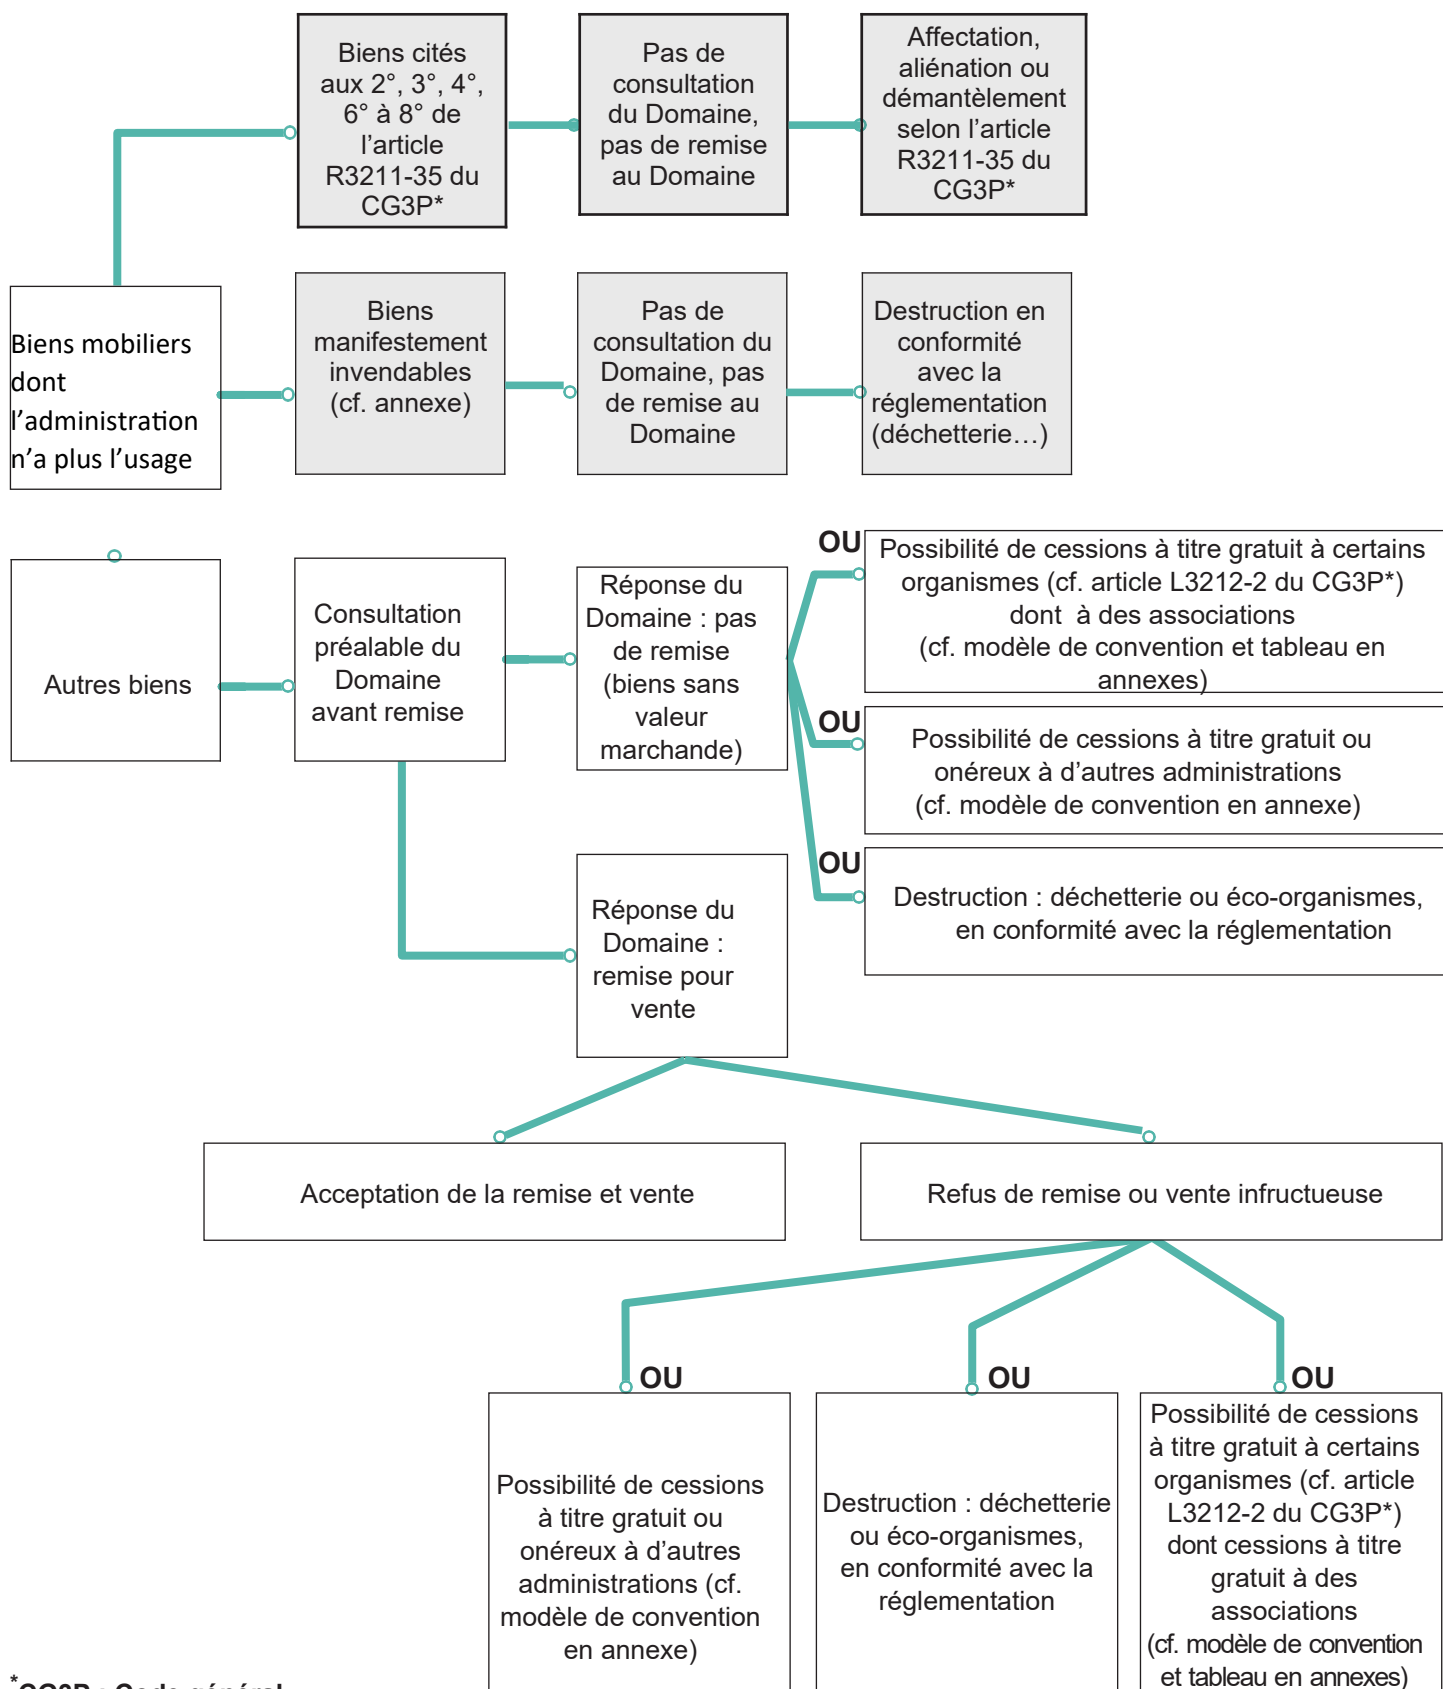 Biens cités
aux 2°, 3°, 4°,
6° à 8° de
l’article
R3211-35 du
CG3P*
Pas de
consultation
du Domaine,
pas de remise
au Domaine
Affectation,
aliénation ou
démantèlement
selon l’article
R3211-35 du
CG3P*
Biens mobiliers
dont
l’administration
n’a plus l’usage
Biens
manifestement
invendables
(cf. annexe)
Pas de
consultation du
Domaine, pas
de remise au
Domaine
Destruction en
conformité
avec la
réglementation
(déchetterie…)
Autres biens
Consultation
préalable du
Domaine
avant remise
Réponse du
Domaine : pas
de remise
(biens sans
valeur
marchande)
OU
Possibilité de cessions à titre gratuit à certains
organismes (cf. article L3212-2 du CG3P*)
dont à des associations
(cf. modèle de convention et tableau en
annexes)
OU
Possibilité de cessions à titre gratuit ou
onéreux à d’autres administrations
(cf. modèle de convention en annexe)
OU
Destruction : déchetterie ou éco-organismes,
en conformité avec la réglementation
Réponse du
Domaine :
remise pour
vente
Acceptation de la remise et vente
Refus de remise ou vente infructueuse
OU
Possibilité de cessions
à titre gratuit ou
onéreux à d’autres
administrations (cf.
modèle de convention
en annexe)
OU
Destruction : déchetterie
ou éco-organismes,
en conformité avec la
réglementation
OU
Possibilité de cessions
à titre gratuit à certains
organismes (cf. article
L3212-2 du CG3P*)
dont cessions à titre
gratuit à des
associations
(cf. modèle de convention
et tableau en annexes)
*CG3P : Code général